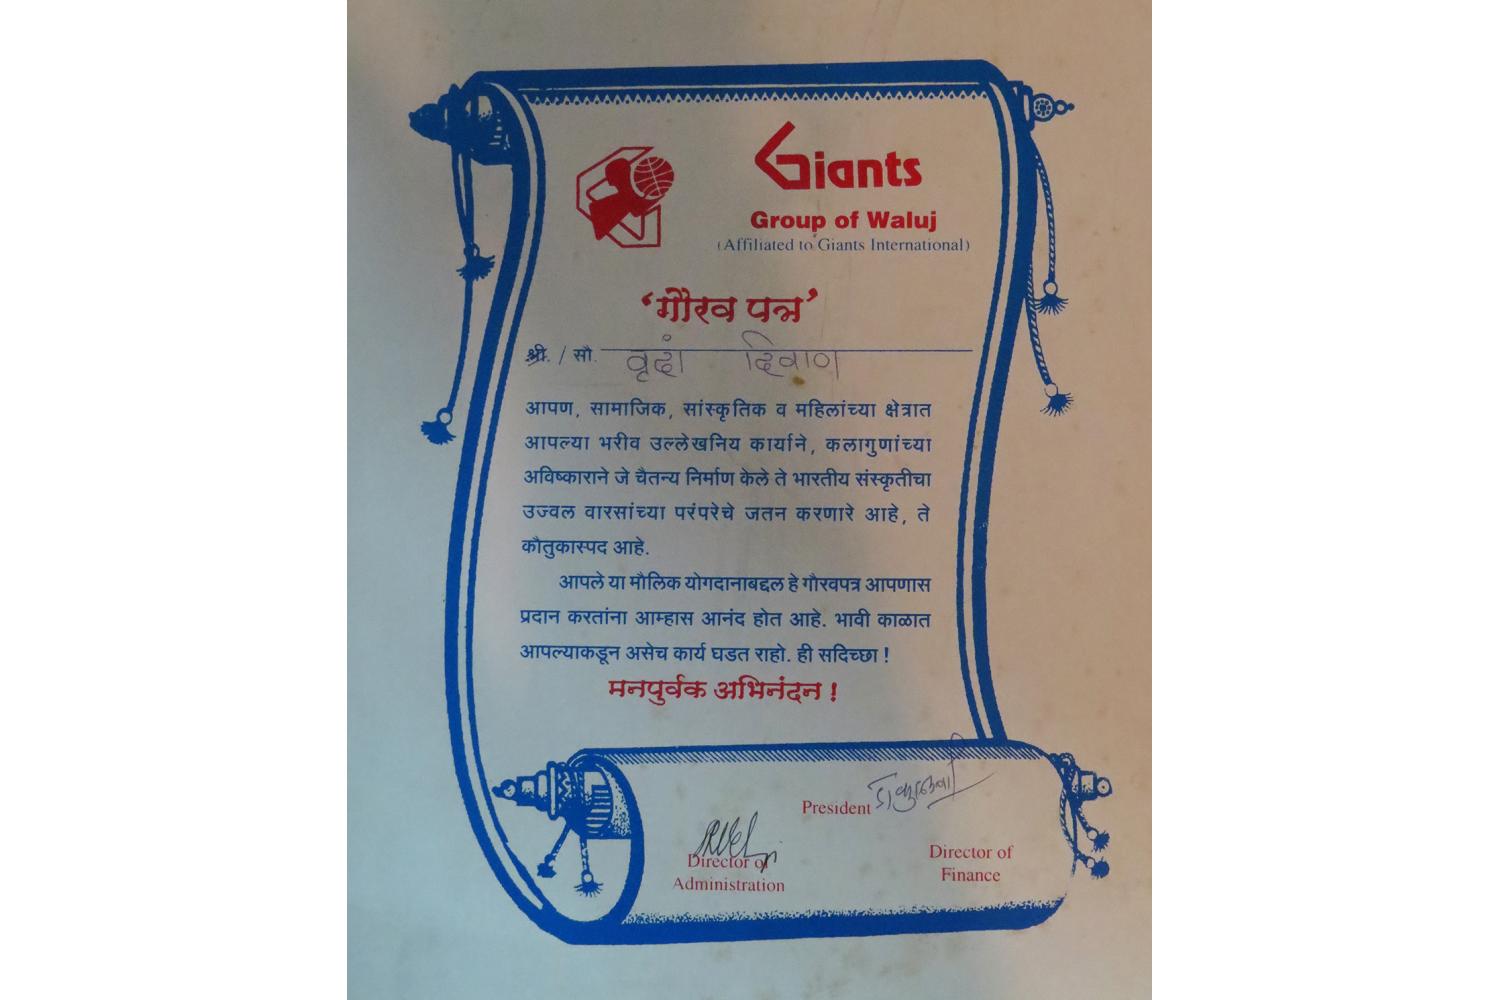 Giants
Group of Waluj
(Affiliated to Giants International)
‘गौरव पत्र’
श्री. / सौ. वृदां दिवाण
आपण, सामाजिक, सांस्कृतिक व महिलांच्या क्षेत्रात
आपल्या भरीव उल्लेखनिय कार्याने, कलागुणांच्या
अविष्काराने जे चैतन्य निर्माण केले ते भारतीय संस्कृतीचा
उज्वल वारसांच्या परंपरेचे जतन करणारे आहे, ते
कौतुकास्पद आहे.
आपले या मौलिक योगदानाबद्दल हे गौरवपत्र आपणास
प्रदान करतांना आम्हास आनंद होत आहे. भावी काळात
आपल्याकडून असेच कार्य घडत राहो. ही सदिच्छा !
मनपुर्वक अभिनंदन !
President
Director of
Administration
Director of
Finance